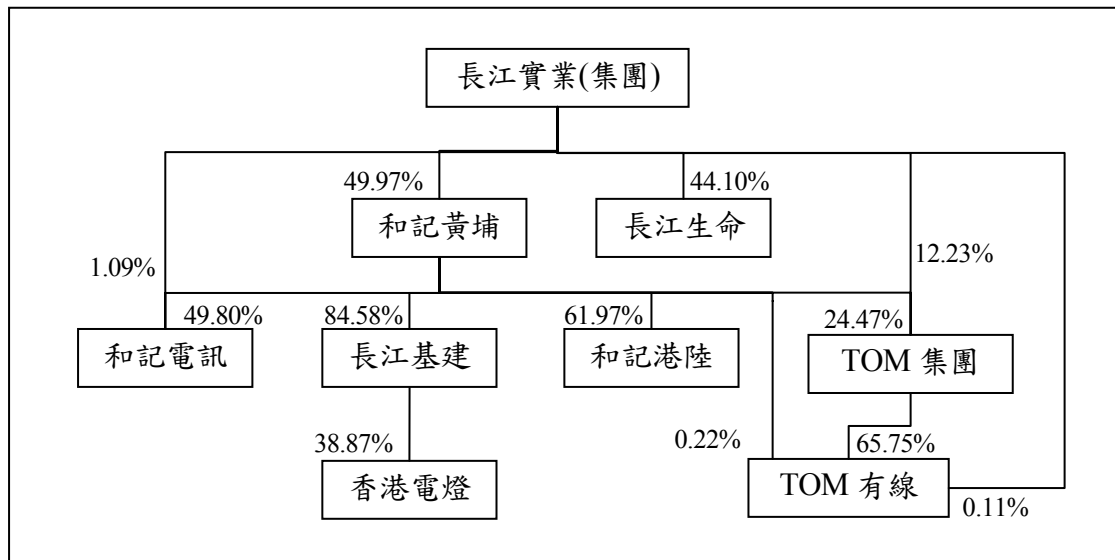 長江實業(集團)
49.97%
44.10%
和記黃埔
長江生命
1.09%
12.23%
49.80%
84.58%
61.97%
24.47%
和記電訊
長江基建
和記港陸
TOM 集團
38.87%
0.22%
65.75%
香港電燈
TOM 有線
0.11%